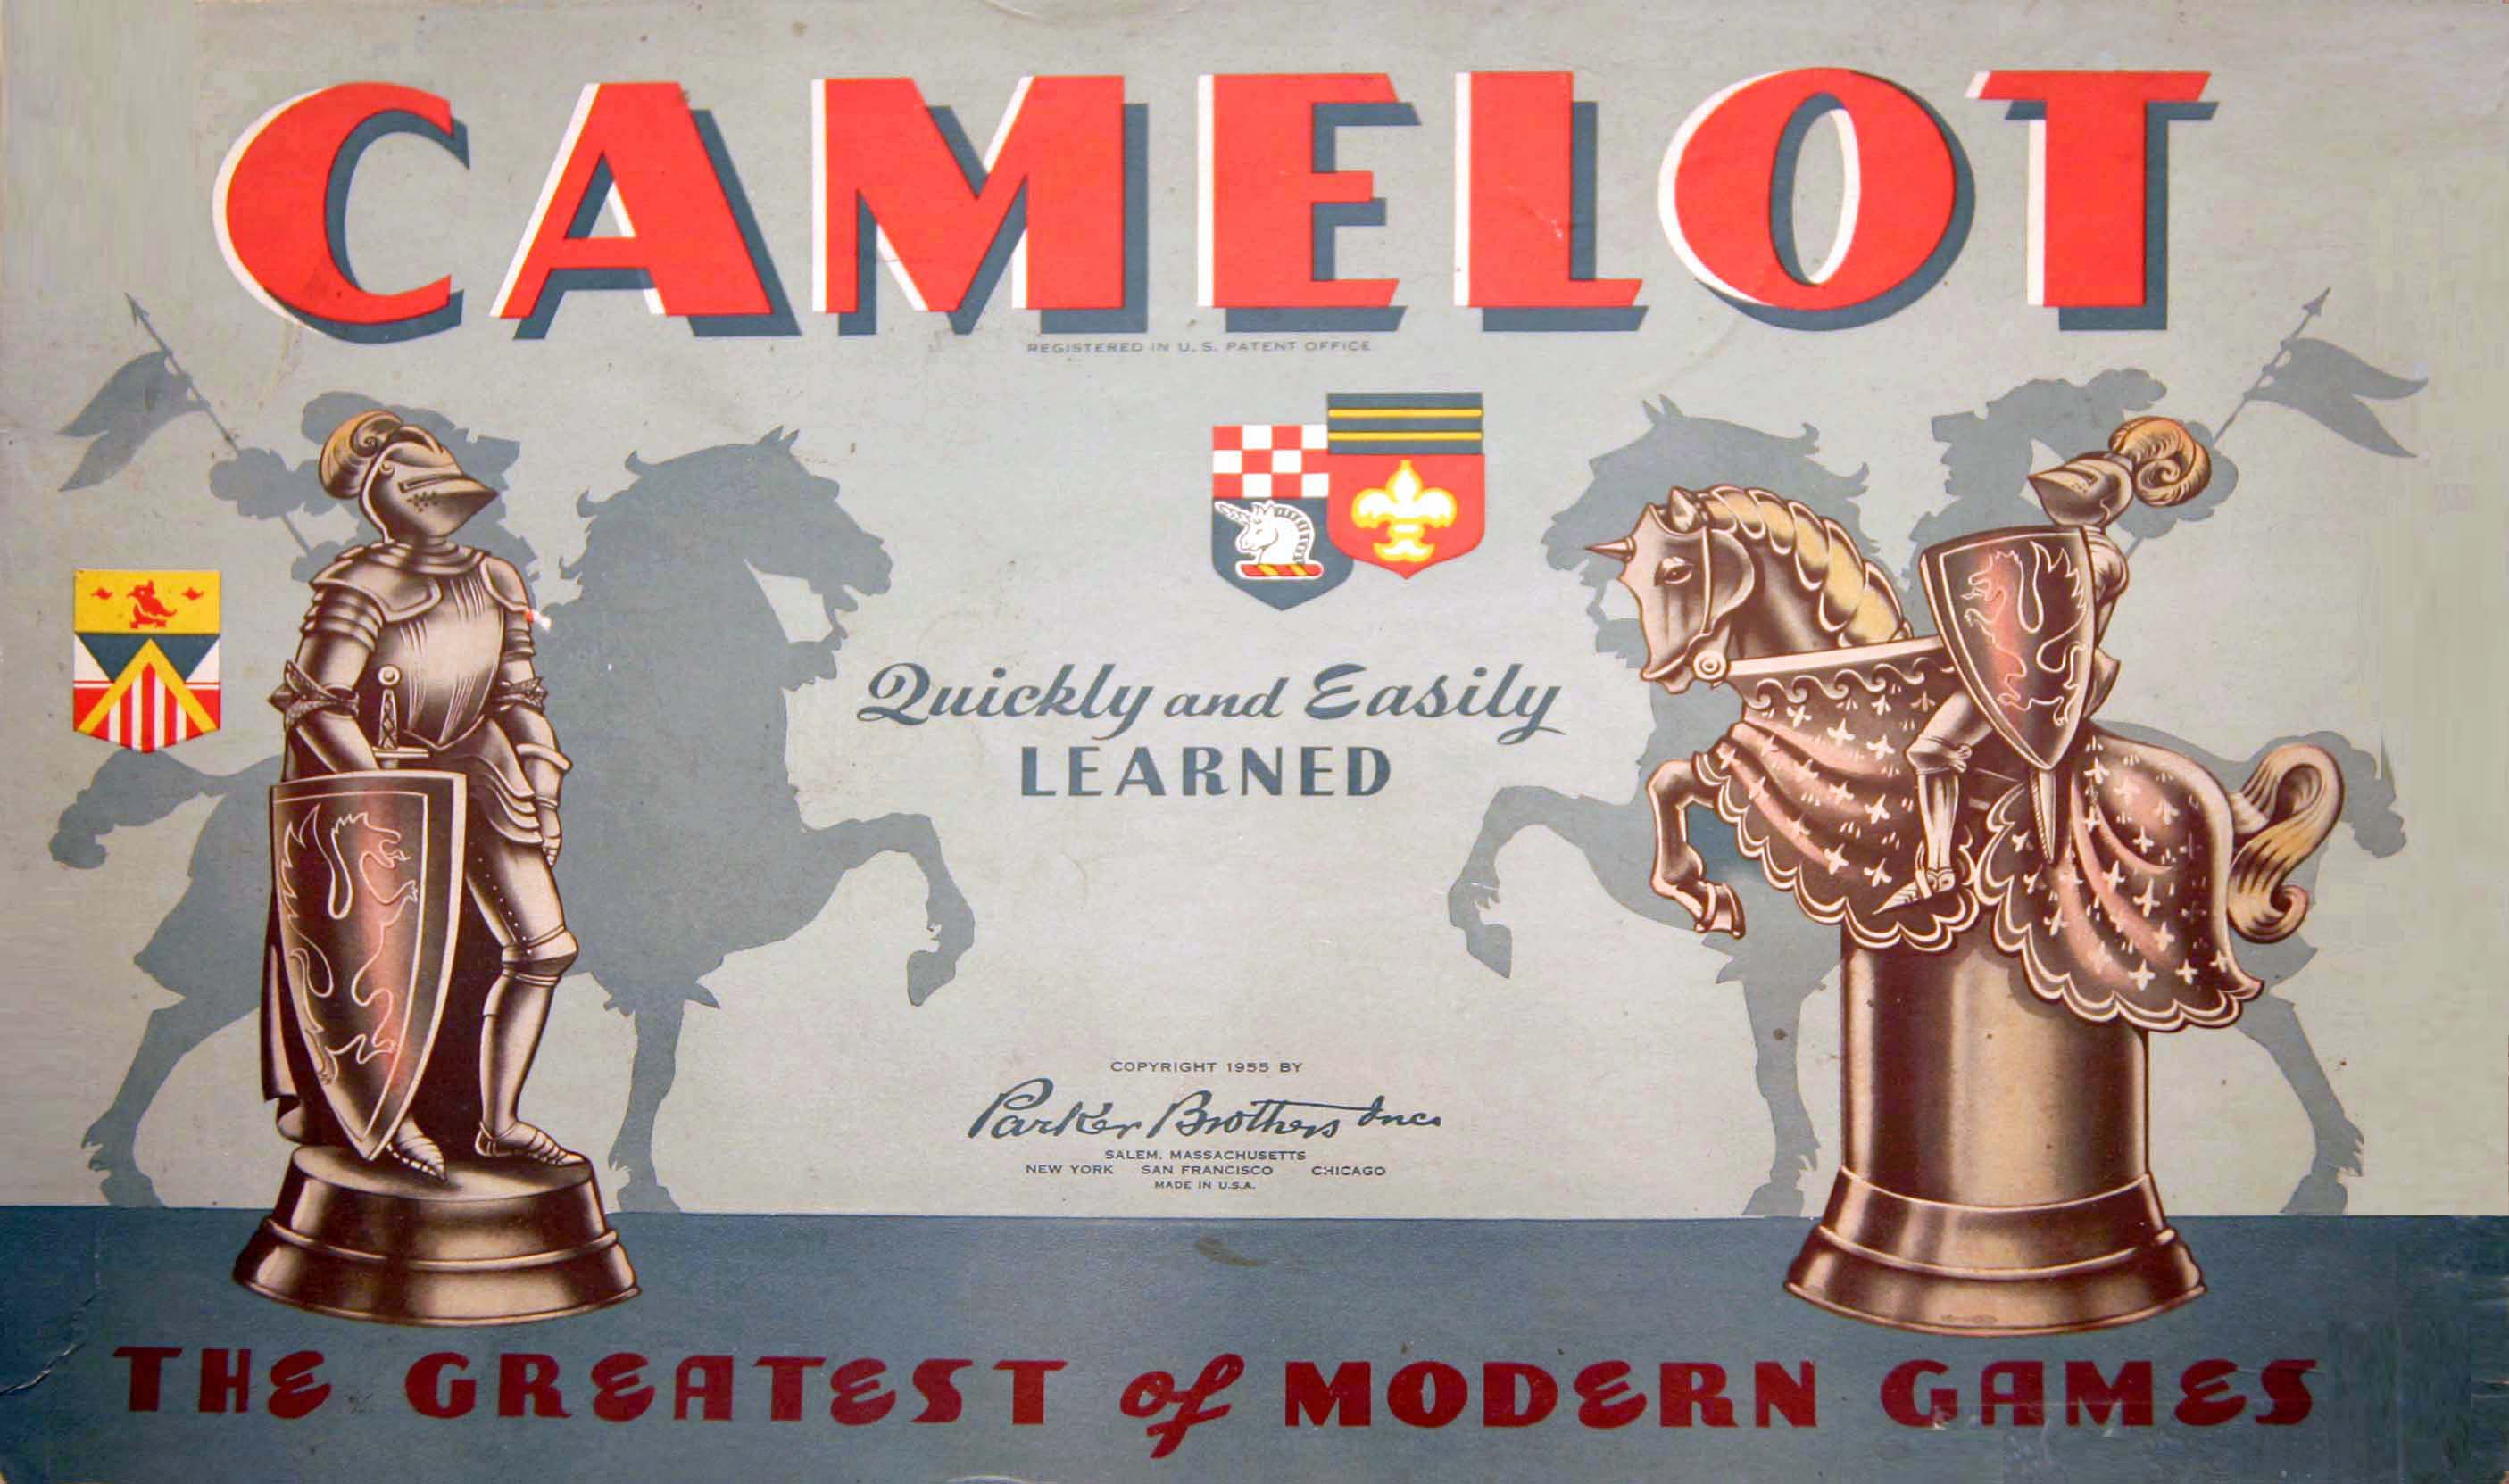 CAMELOT
REGISTERED IN U.S. PATENT OFFICE
Quickly and Easily
LEARNED
COPYRIGHT 1955 BY
Parker Brothers Inc.
SALEM, MASSACHUSETTS
NEW YORK SAN FRANCISCO CHICAGO
MADE IN U.S.A.
THE GREATEST of MODERN GAMES